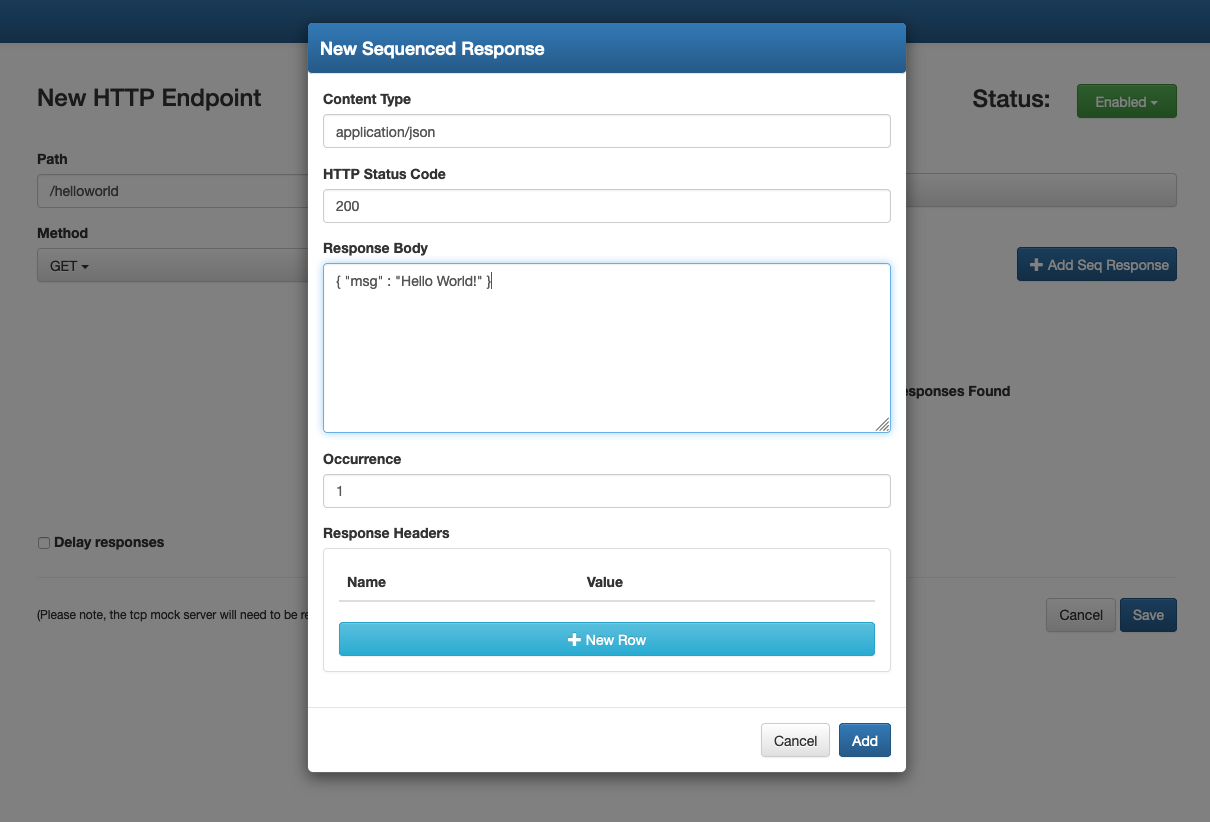 New Sequenced Response
New HTTP Endpoint
Status:
Enabled
Path
/helloworld
Method
GET
Add Seq Response
Responses Found
Delay responses
(Please note, the tcp mock server will need to be
Cancel
Save
Content Type
application/json
HTTP Status Code
200
Response Body
{ "msg" : "Hello World!" }
Occurrence
1
Response Headers
Name Value
New Row
Cancel
Add